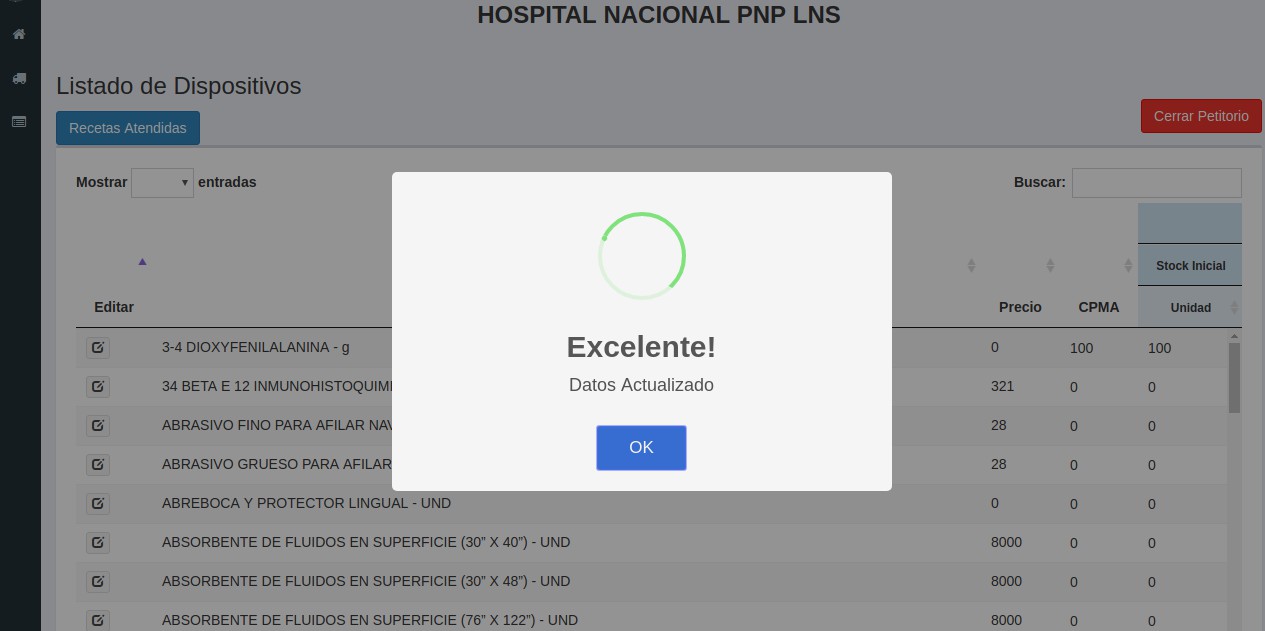 HOSPITAL NACIONAL PNP LNS
Listado de Dispositivos
Recetas Atendidas
Cerrar Petitorio
Mostrar entradas
Buscar:
Stock Inicial
Editar Precio CPMA Unidad
3-4 DIOXYFENILALANINA - g 0 100 100
34 BETA E 12 INMUNOHISTOQUIMI 321 0 0
ABRASIVO FINO PARA AFILAR NAV 28 0 0
ABRASIVO GRUESO PARA AFILAR 28 0 0
ABREBOCA Y PROTECTOR LINGUAL - UND 0 0 0
ABSORBENTE DE FLUIDOS EN SUPERFICIE (30” X 40”) - UND 8000 0 0
ABSORBENTE DE FLUIDOS EN SUPERFICIE (30” X 48”) - UND 8000 0 0
ABSORBENTE DE FLUIDOS EN SUPERFICIE (76” X 122”) - UND 8000 0 0
Excelente!
Datos Actualizado
OK